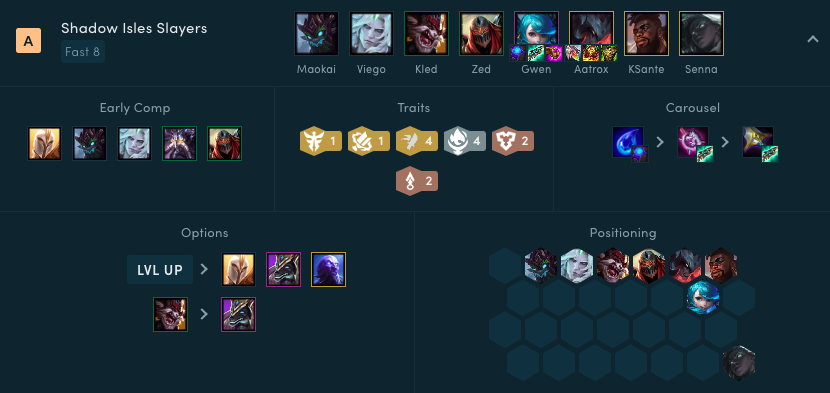 A
Shadow Isles Slayers
Fast 8
Maokai Viego Kled Zed Gwen Aatrox KSante Senna
Early Comp
Traits
1 1 4 4 2
2
Carousel
Options
LVL UP
Positioning